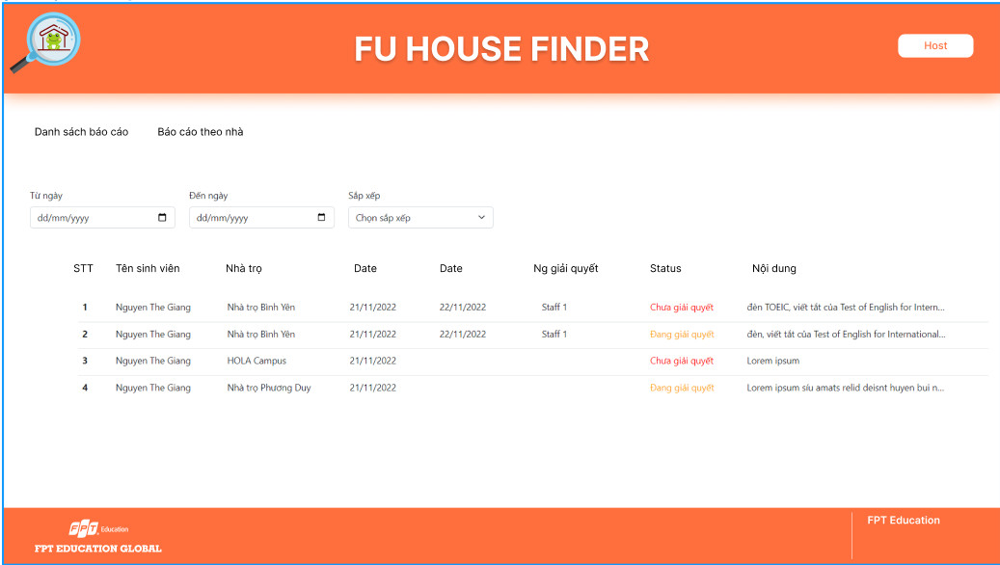 FU HOUSE FINDER
Host
Danh sách báo cáo Báo cáo theo nhà
Từ ngày Đến ngày Sắp xếp
dd/mm/yyyy dd/mm/yyyy Chọn sắp xếp
STT Tên sinh viên Nhà trọ Date Date Ng giải quyết Status Nội dung
1 Nguyen The Giang Nhà trọ Bình Yên 21/11/2022 22/11/2022 Staff 1 Chưa giải quyết đèn TOEIC, viết tắt của Test of English for Intern...
2 Nguyen The Giang Nhà trọ Bình Yên 21/11/2022 22/11/2022 Staff 1 Đang giải quyết đèn, viết tắt của Test of English for International...
3 Nguyen The Giang HOLA Campus 21/11/2022 Chưa giải quyết Lorem ipsum
4 Nguyen The Giang Nhà trọ Phương Duy 21/11/2022 Đang giải quyết Lorem ipsum síu amats relid deisnt huyen bui n...
FPT Education
FPT EDUCATION GLOBAL
FPT Education